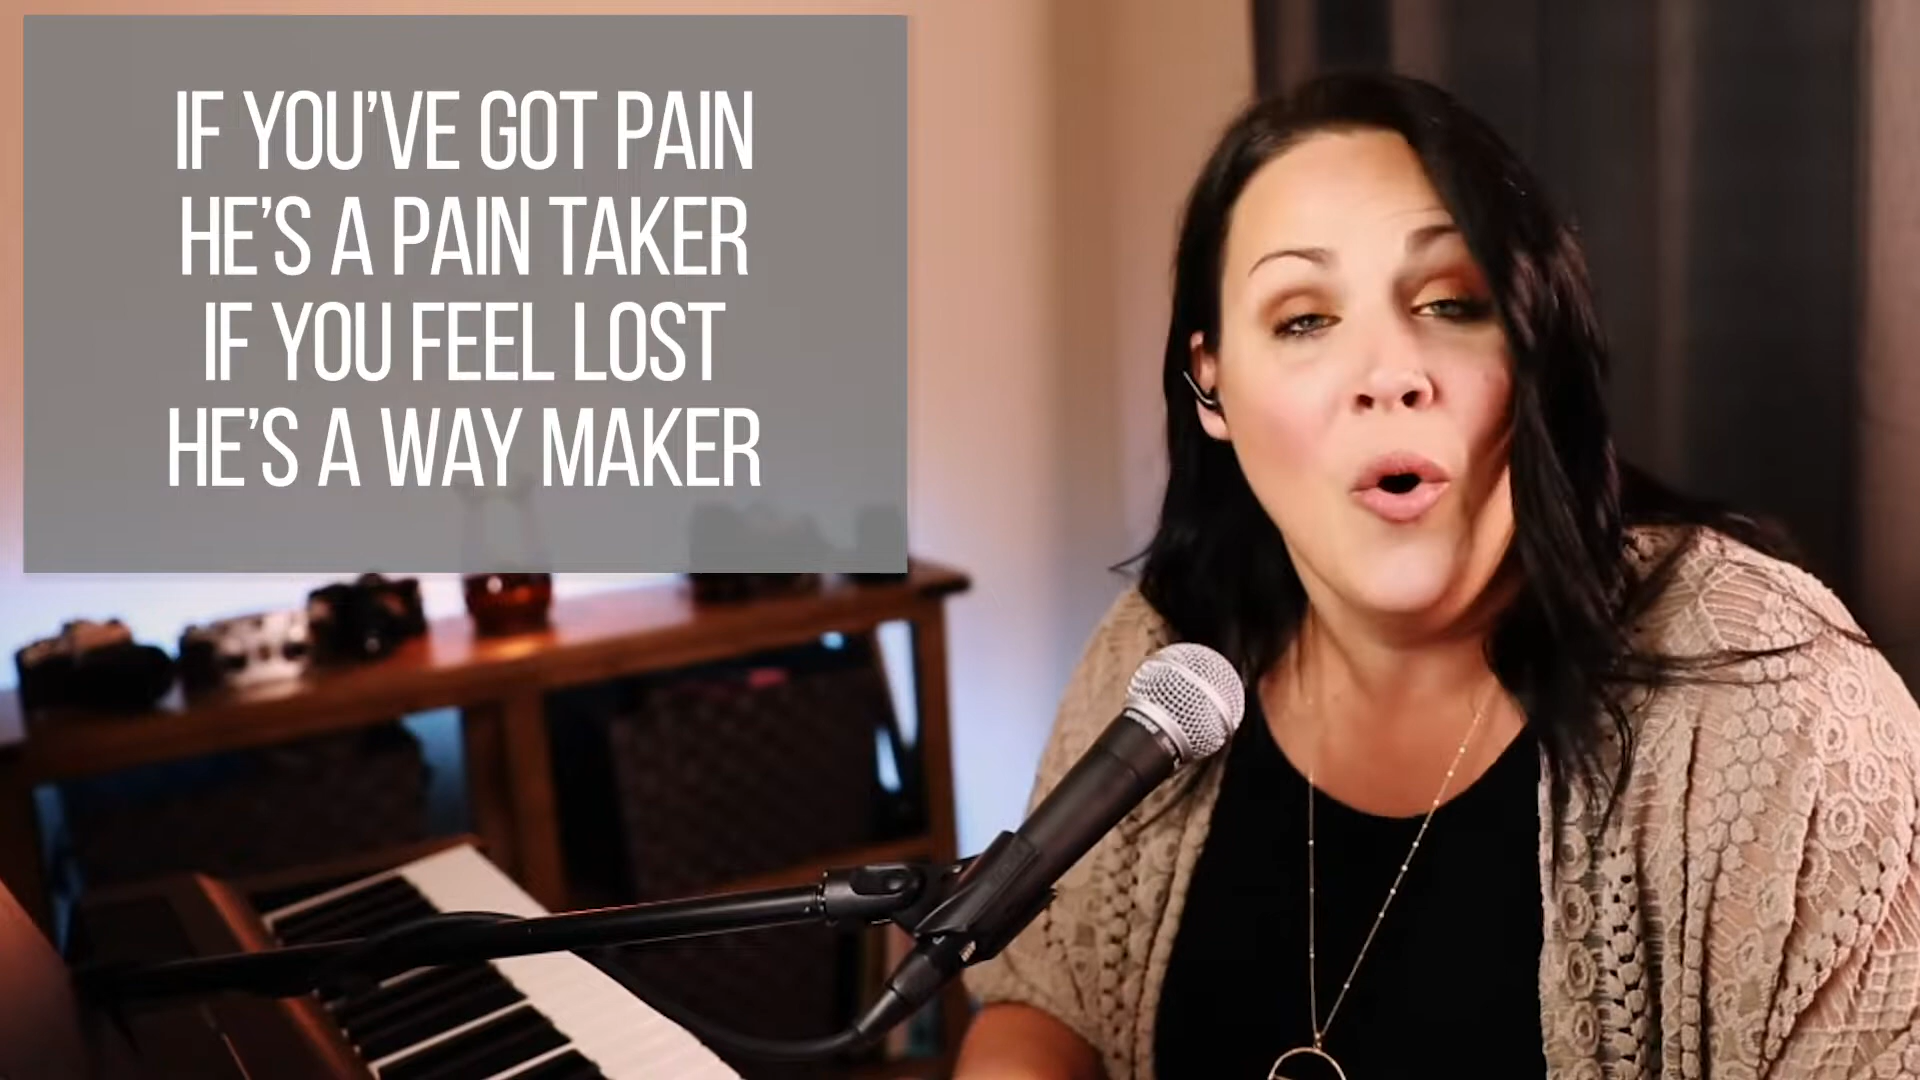 IF YOU'VE GOT PAIN
HE'S A PAIN TAKER
IF YOU FEEL LOST
HE'S A WAY MAKER